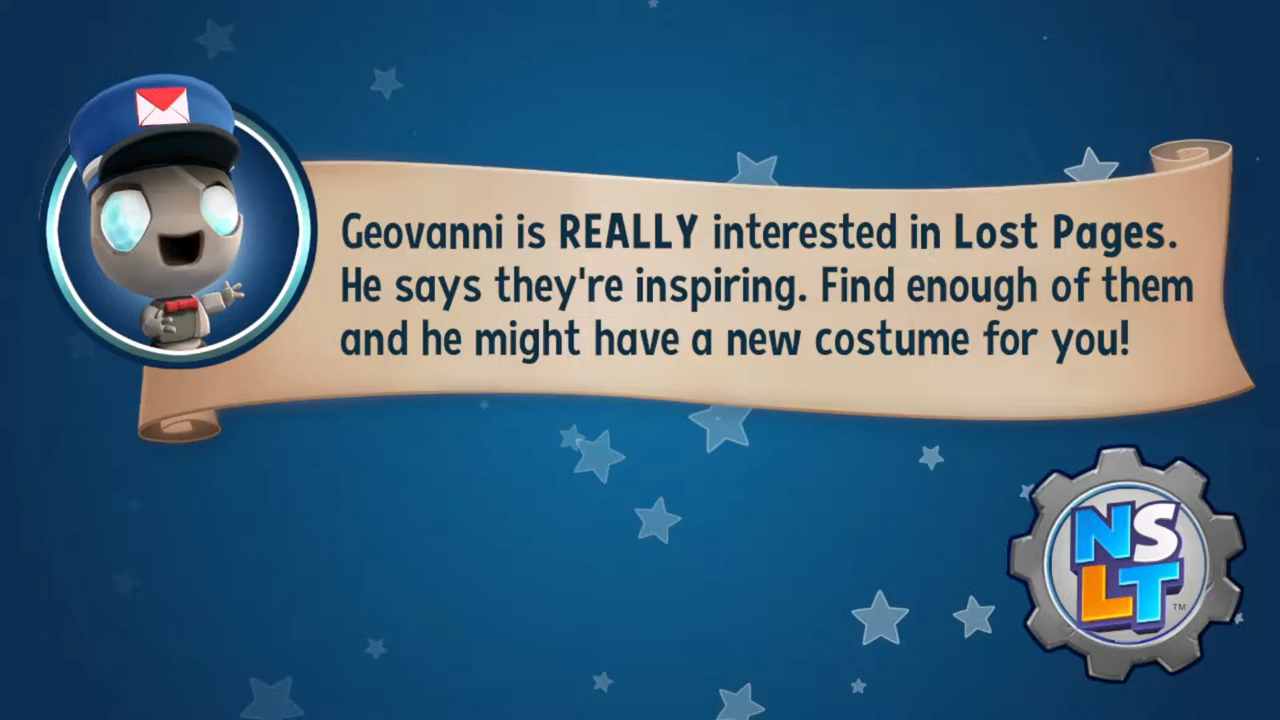 Geovanni is REALLY interested in Lost Pages.
He says they're inspiring. Find enough of them
and he might have a new costume for you!
NS
LT
TM